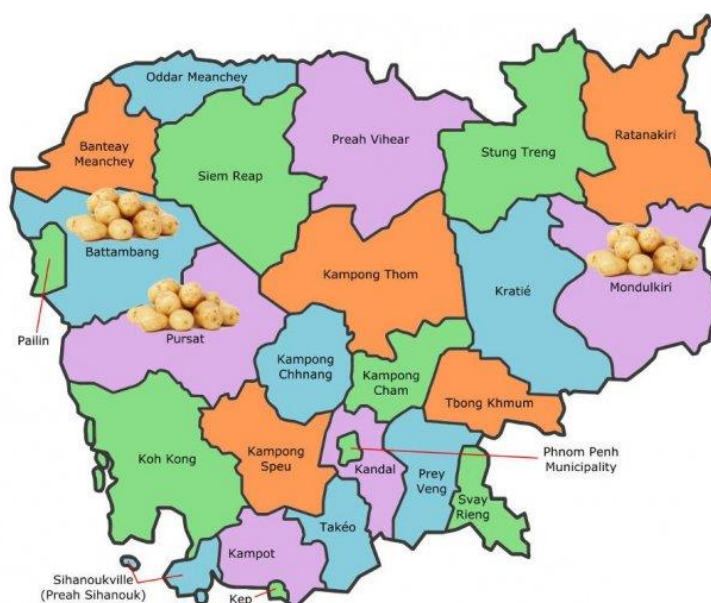 Oddar Meanchey
Banteay
Meanchey
Siem Reap
Preah Vihear
Stung Treng
Ratanakiri
Battambang
Pailin
Pursat
Kampong Thom
Kratié
Mondulkiri
Kampong
Chhnang
Kampong
Cham
Tbong Khmum
Koh Kong
Kampong
Speu
Kandal
Phnom Penh
Municipality
Prey
Veng
Svay
Rieng
Takéo
Kampot
Sihanoukville
(Preah Sihanouk)
Kep